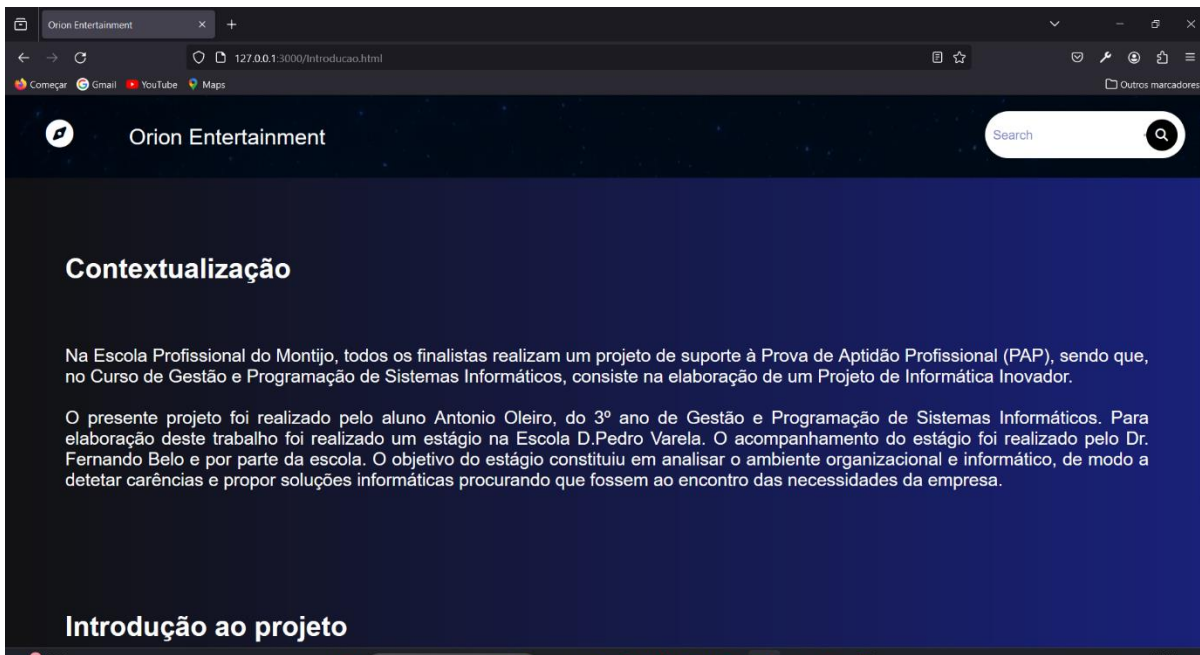 Orion Entertainment
127.0.0.1:3000/Introducao.html
Começar Gmail YouTube Maps Outros marcadores
Orion Entertainment Search
Contextualização
Na Escola Profissional do Montijo, todos os finalistas realizam um projeto de suporte à Prova de Aptidão Profissional (PAP), sendo que,
no Curso de Gestão e Programação de Sistemas Informáticos, consiste na elaboração de um Projeto de Informática Inovador.
O presente projeto foi realizado pelo aluno Antonio Oleiro, do 3º ano de Gestão e Programação de Sistemas Informáticos. Para
elaboração deste trabalho foi realizado um estágio na Escola D.Pedro Varela. O acompanhamento do estágio foi realizado pelo Dr.
Fernando Belo e por parte da escola. O objetivo do estágio constituiu em analisar o ambiente organizacional e informático, de modo a
detetar carências e propor soluções informáticas procurando que fossem ao encontro das necessidades da empresa.
Introdução ao projeto